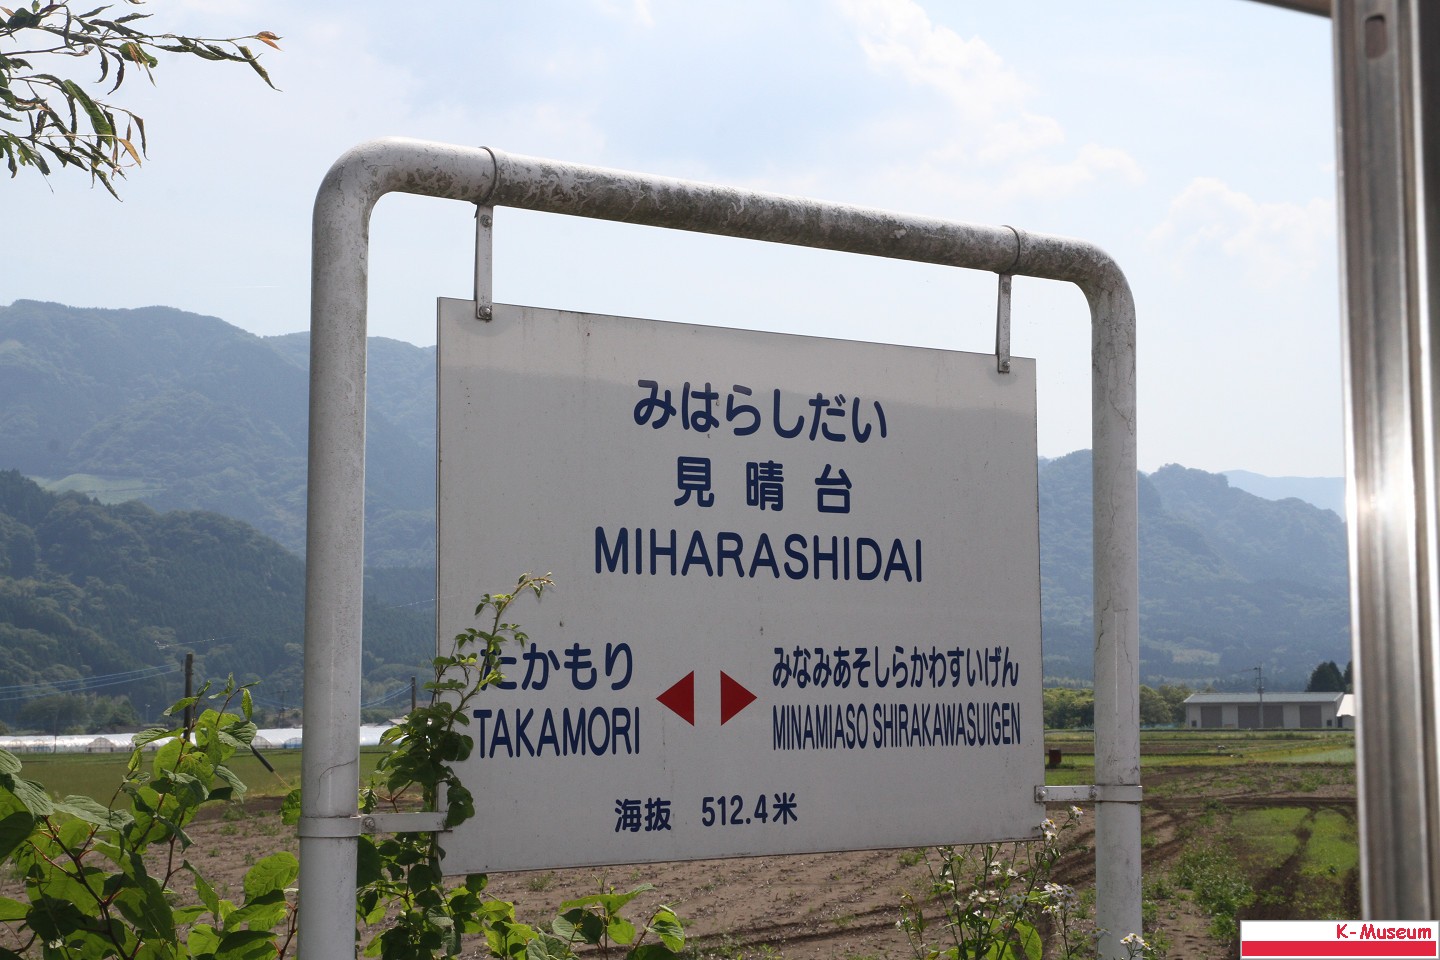 みはらしだい
見晴台
MIHARASHIDAI
たかもり
TAKAMORI
みなみあそしらかわすいげん
MINAMIASO SHIRAKAWASUIGEN
海抜 512.4米
K-Museum